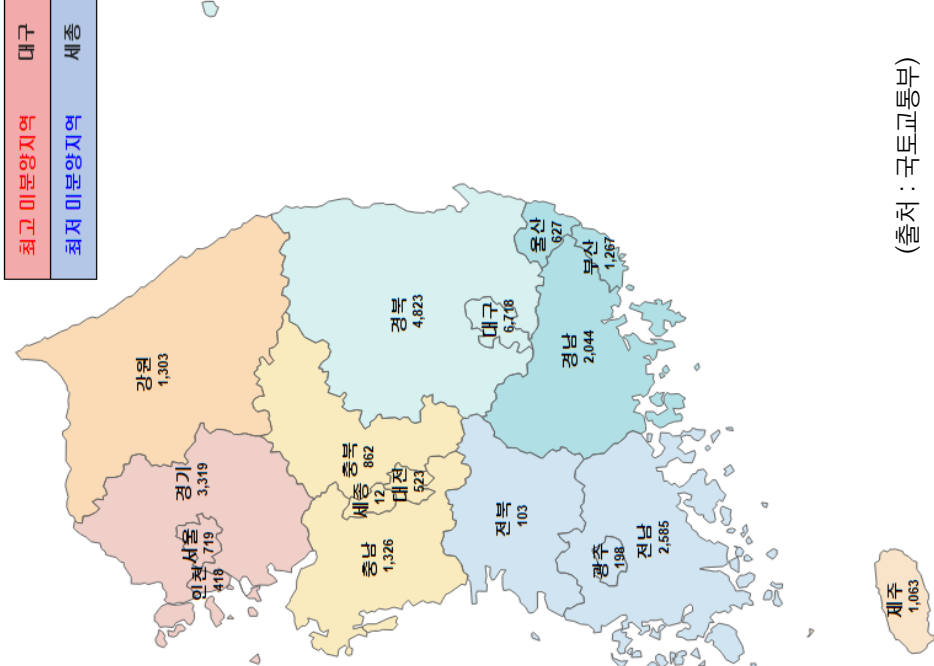 최고 미분양지역 대구
최저 미분양지역 세종
강원
1,303
경기
3,319
서울
719
인천
418
충북
862
세종
12
대전
523
충남
1,326
경북
4,823
대구
6,718
울산
627
부산
1,267
경남
2,044
전북
103
광주
198
전남
2,585
제주
1,063
(출처 : 국토교통부)